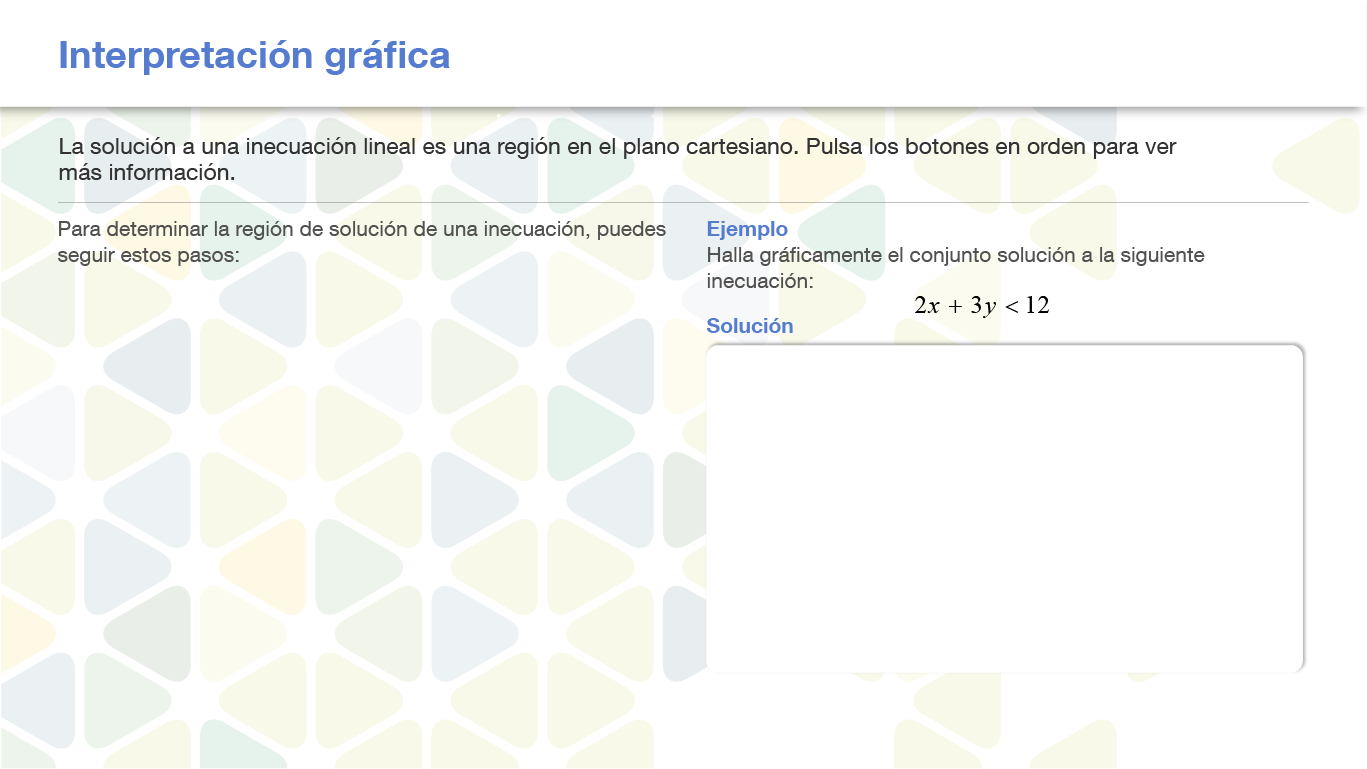 Interpretación gráfica
La solución a una inecuación lineal es una región en el plano cartesiano. Pulsa los botones en orden para ver
más información.
Para determinar la región de solución de una inecuación, puedes
seguir estos pasos:
Ejemplo
Halla gráficamente el conjunto solución a la siguiente
inecuación:
2x + 3y < 12
Solución